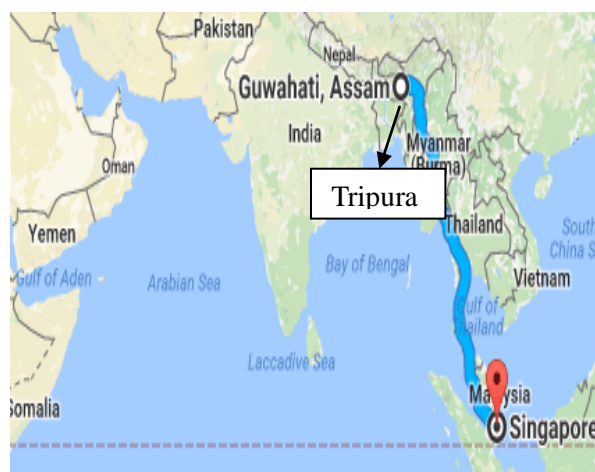 Pakistan
Nepal
Guwahati, Assam
India
Myanmar
(Burma)
Oman
Tripura
Yemen
Thailand
South
China S
Gulf of Aden
Arabian Sea
Bay of Bengal
Vietnam
Gulf of
Thailand
Laccadive Sea
Somalia
Malaysia
Singapore